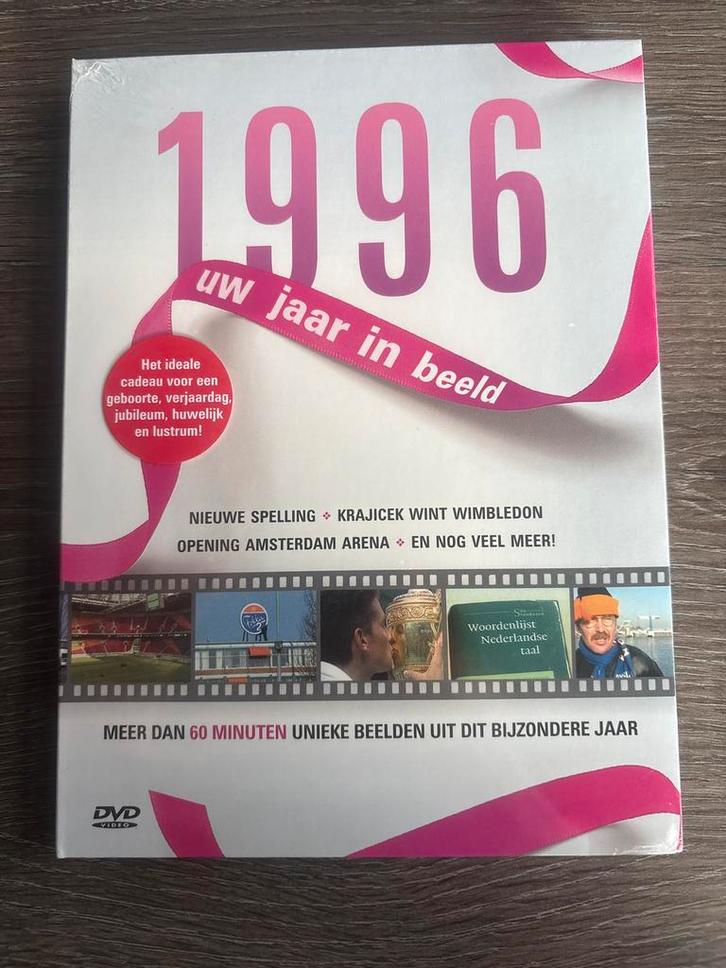 1996
uw jaar in beeld
Het ideale
cadeau voor een
geboorte, verjaardag,
jubileum, huwelijk
en lustrum!
NIEUWE SPELLING ❖ KRAJICEK WINT WIMBLEDON
OPENING AMSTERDAM ARENA ❖ EN NOG VEEL MEER!
Woordenlijst
Nederlandse
taal
MEER DAN 60 MINUTEN UNIEKE BEELDEN UIT DIT BIJZONDERE JAAR
DVD
VIDEO